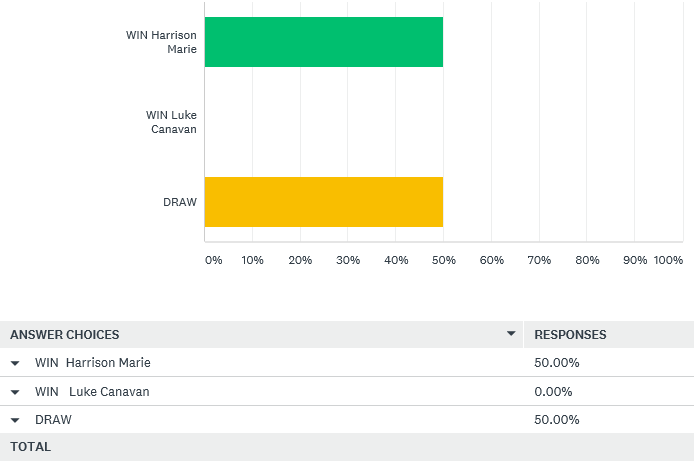 WIN Harrison
Marie
WIN Luke
Canavan
DRAW
0% 10% 20% 30% 40% 50% 60% 70% 80% 90% 100%
ANSWER CHOICES RESPONSES
WIN Harrison Marie 50.00%
WIN Luke Canavan 0.00%
DRAW 50.00%
TOTAL